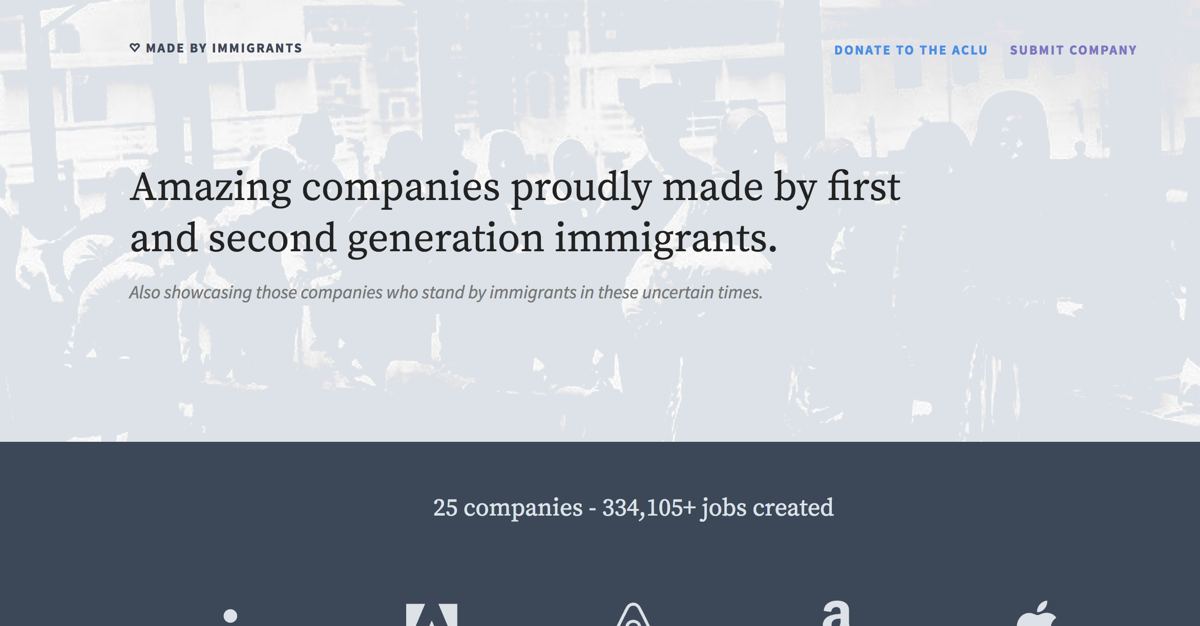 ♡ MADE BY IMMIGRANTS
DONATE TO THE ACLU SUBMIT COMPANY
Amazing companies proudly made by first
and second generation immigrants.
Also showcasing those companies who stand by immigrants in these uncertain times.
25 companies - 334,105+ jobs created